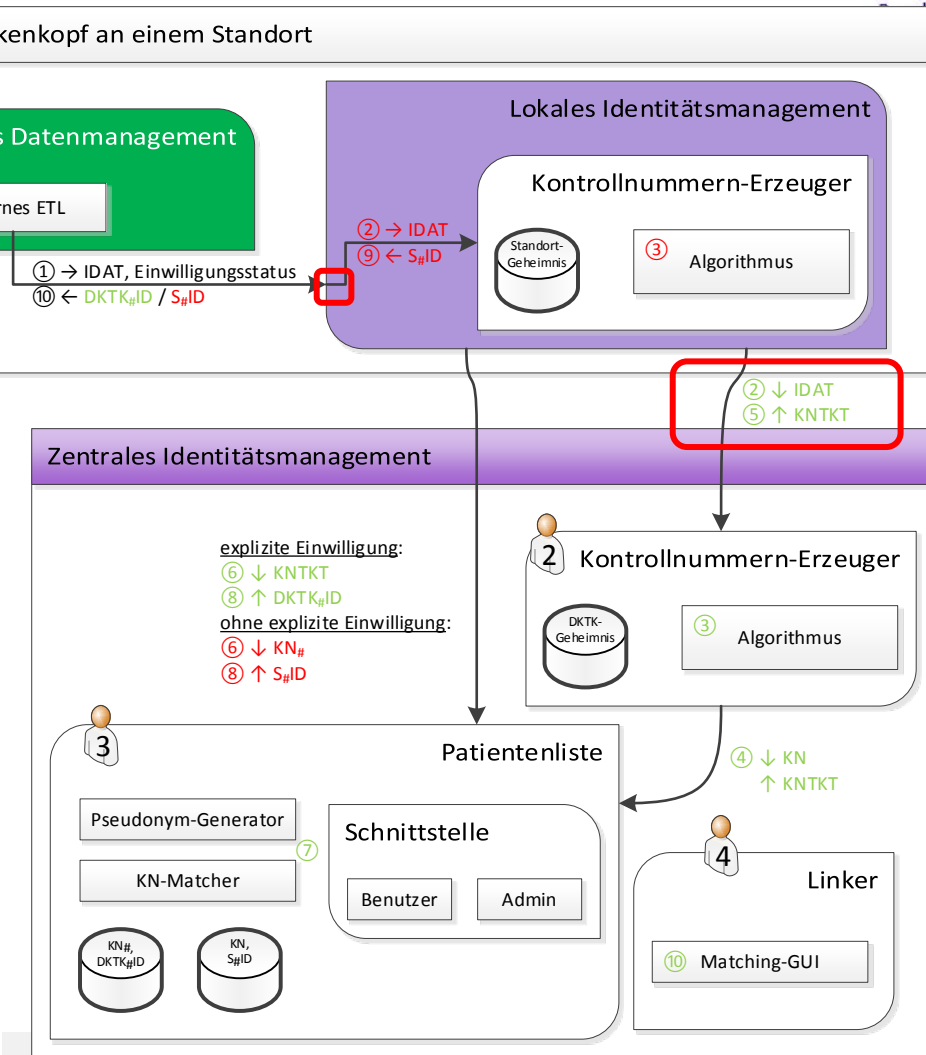 kenkopf an einem Standort
Lokales Identitätsmanagement
s Datenmanagement
Kontrollnummern-Erzeuger
rnes ETL
② → IDAT
⑨ ← S#ID
Standort-
Geheimnis
③
Algorithmus
① → IDAT, Einwilligungsstatus
⑩ ← DKTK#ID / S#ID
② ↓ IDAT
⑤ ↑ KNTKT
Zentrales Identitätsmanagement
explizite Einwilligung:
⑥ ↓ KNTKT
⑧ ↑ DKTK#ID
ohne explizite Einwilligung:
⑥ ↓ KN#
⑧ ↑ S#ID
2
Kontrollnummern-Erzeuger
DKTK-
Geheimnis
③
Algorithmus
3
Patientenliste
④ ↓ KN
↑ KNTKT
Pseudonym-Generator
⑦
KN-Matcher
Schnittstelle
Benutzer
Admin
KN#,
DKTK#ID
KN,
S#ID
4
Linker
⑩
Matching-GUI